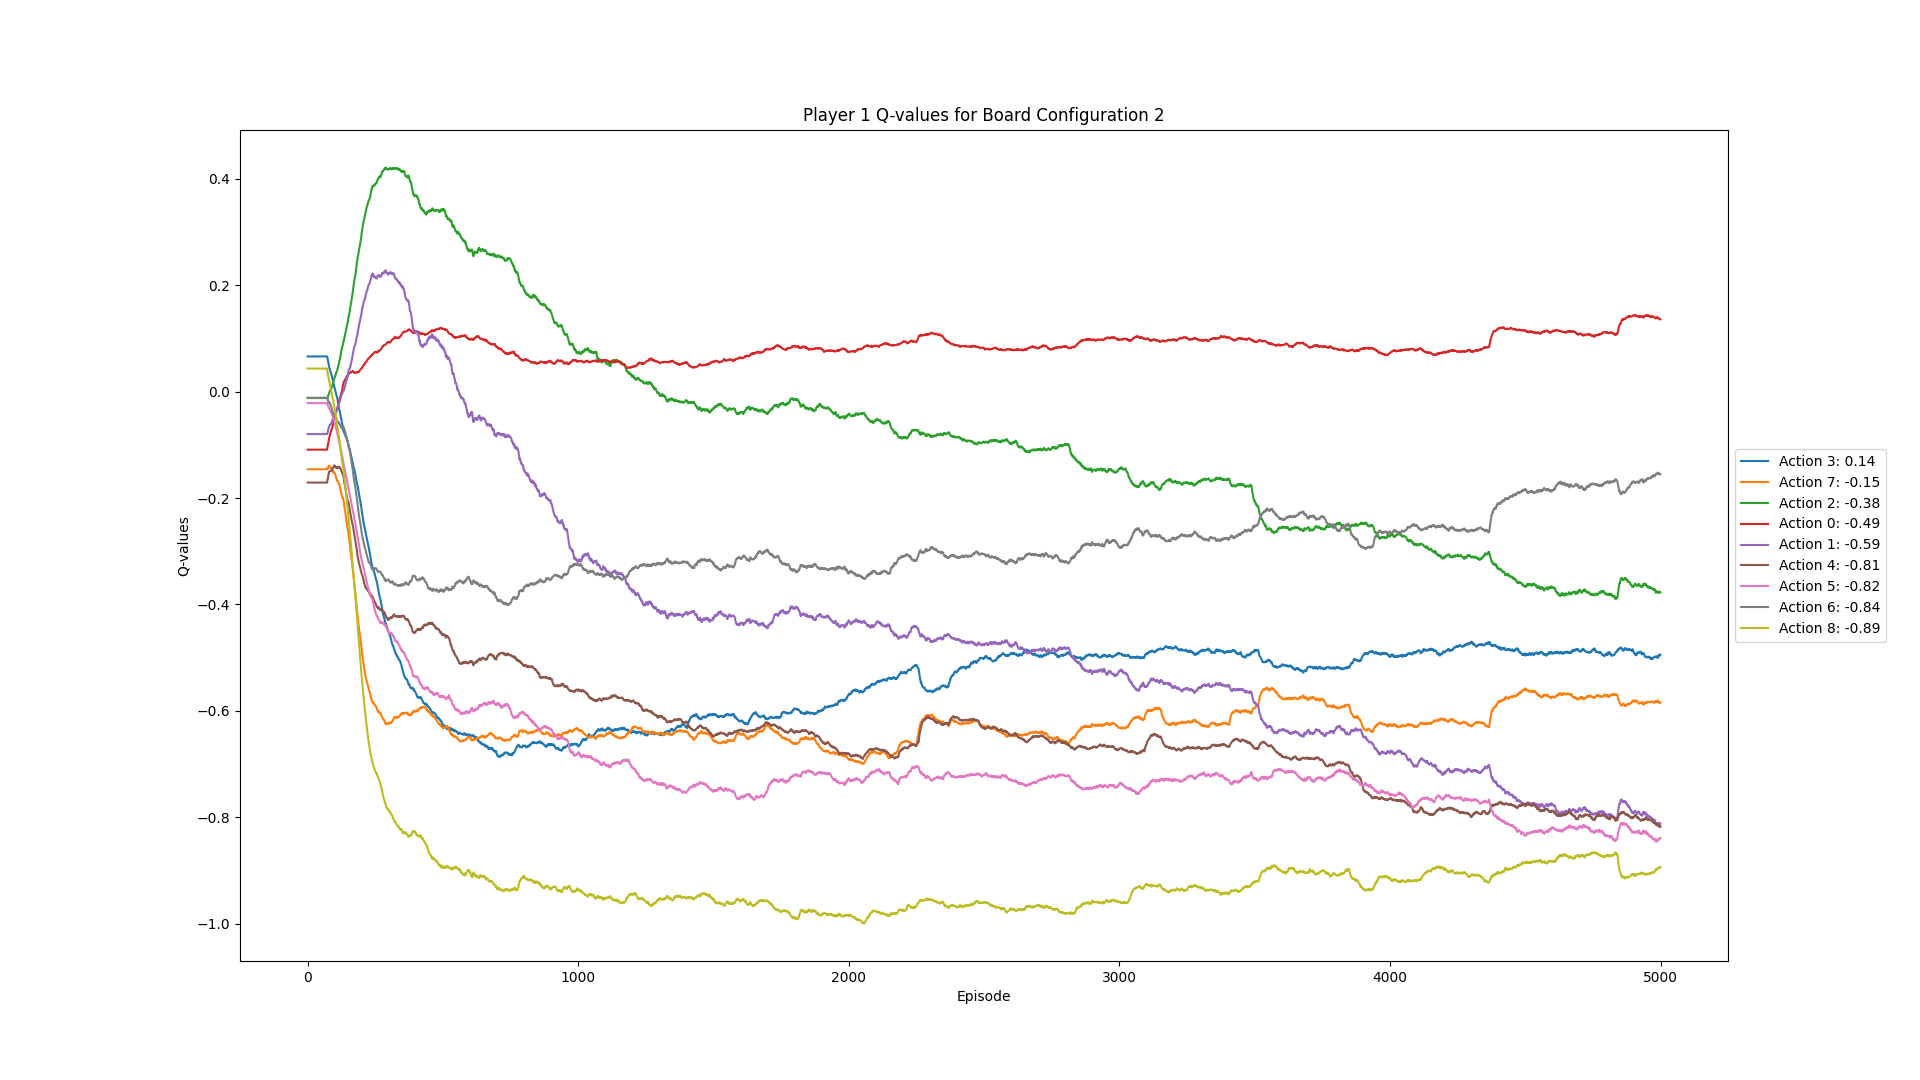 Player 1 Q-values for Board Configuration 2
0.4
0.2
0.0
−0.2
−0.4
−0.6
−0.8
−1.0
Q-values
0 1000 2000 3000 4000 5000
Episode
Action 3: 0.14
Action 7: -0.15
Action 2: -0.38
Action 0: -0.49
Action 1: -0.59
Action 4: -0.81
Action 5: -0.82
Action 6: -0.84
Action 8: -0.89